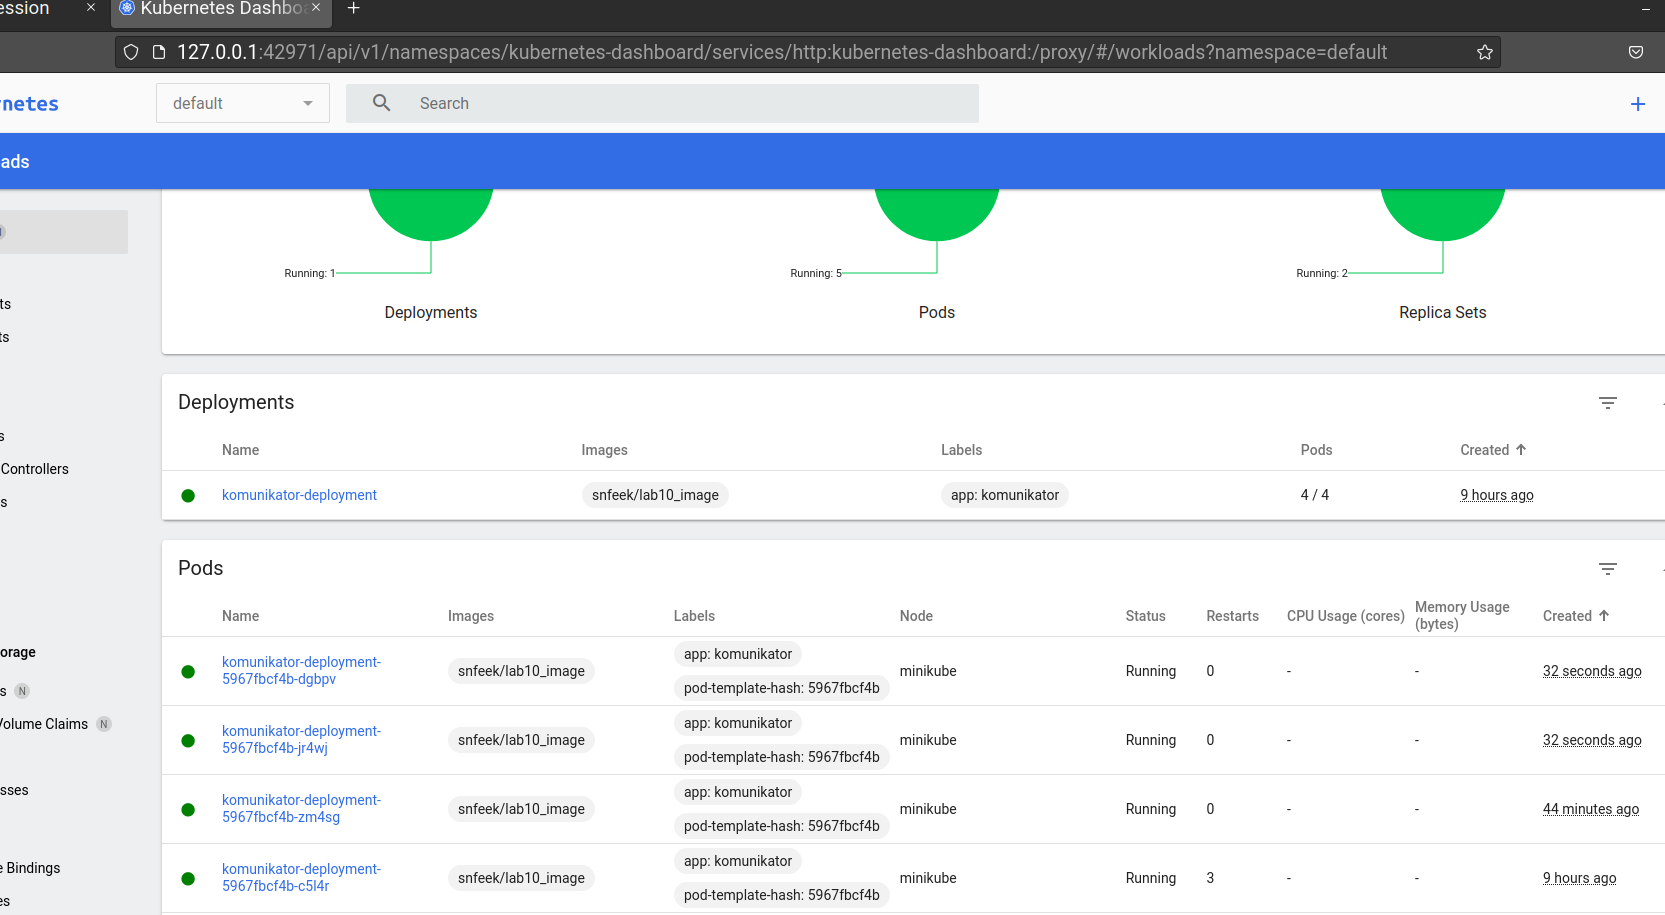 ession
Kubernetes Dashbo
127.0.0.1:42971/api/v1/namespaces/kubernetes-dashboard/services/http:kubernetes-dashboard:/proxy/#/workloads?namespace=default
rnetes
default
Search
ads
ts
ts
s
Controllers
s
orage
s N
Volume Claims N
sses
e Bindings
es
Running: 1
Running: 5
Running: 2
Deployments
Pods
Replica Sets
Deployments
Name Images Labels Pods Created
komunikator-deployment snfeek/lab10_image app: komunikator 4 / 4 9 hours ago
Pods
Name Images Labels Node Status Restarts CPU Usage (cores) Memory Usage (bytes) Created
komunikator-deployment-5967fbcf4b-dgbpv snfeek/lab10_image app: komunikator pod-template-hash: 5967fbcf4b minikube Running 0 - - 32 seconds ago
komunikator-deployment-5967fbcf4b-jr4wj snfeek/lab10_image app: komunikator pod-template-hash: 5967fbcf4b minikube Running 0 - - 32 seconds ago
komunikator-deployment-5967fbcf4b-zm4sg snfeek/lab10_image app: komunikator pod-template-hash: 5967fbcf4b minikube Running 0 - - 44 minutes ago
komunikator-deployment-5967fbcf4b-c5l4r snfeek/lab10_image app: komunikator pod-template-hash: 5967fbcf4b minikube Running 3 - - 9 hours ago